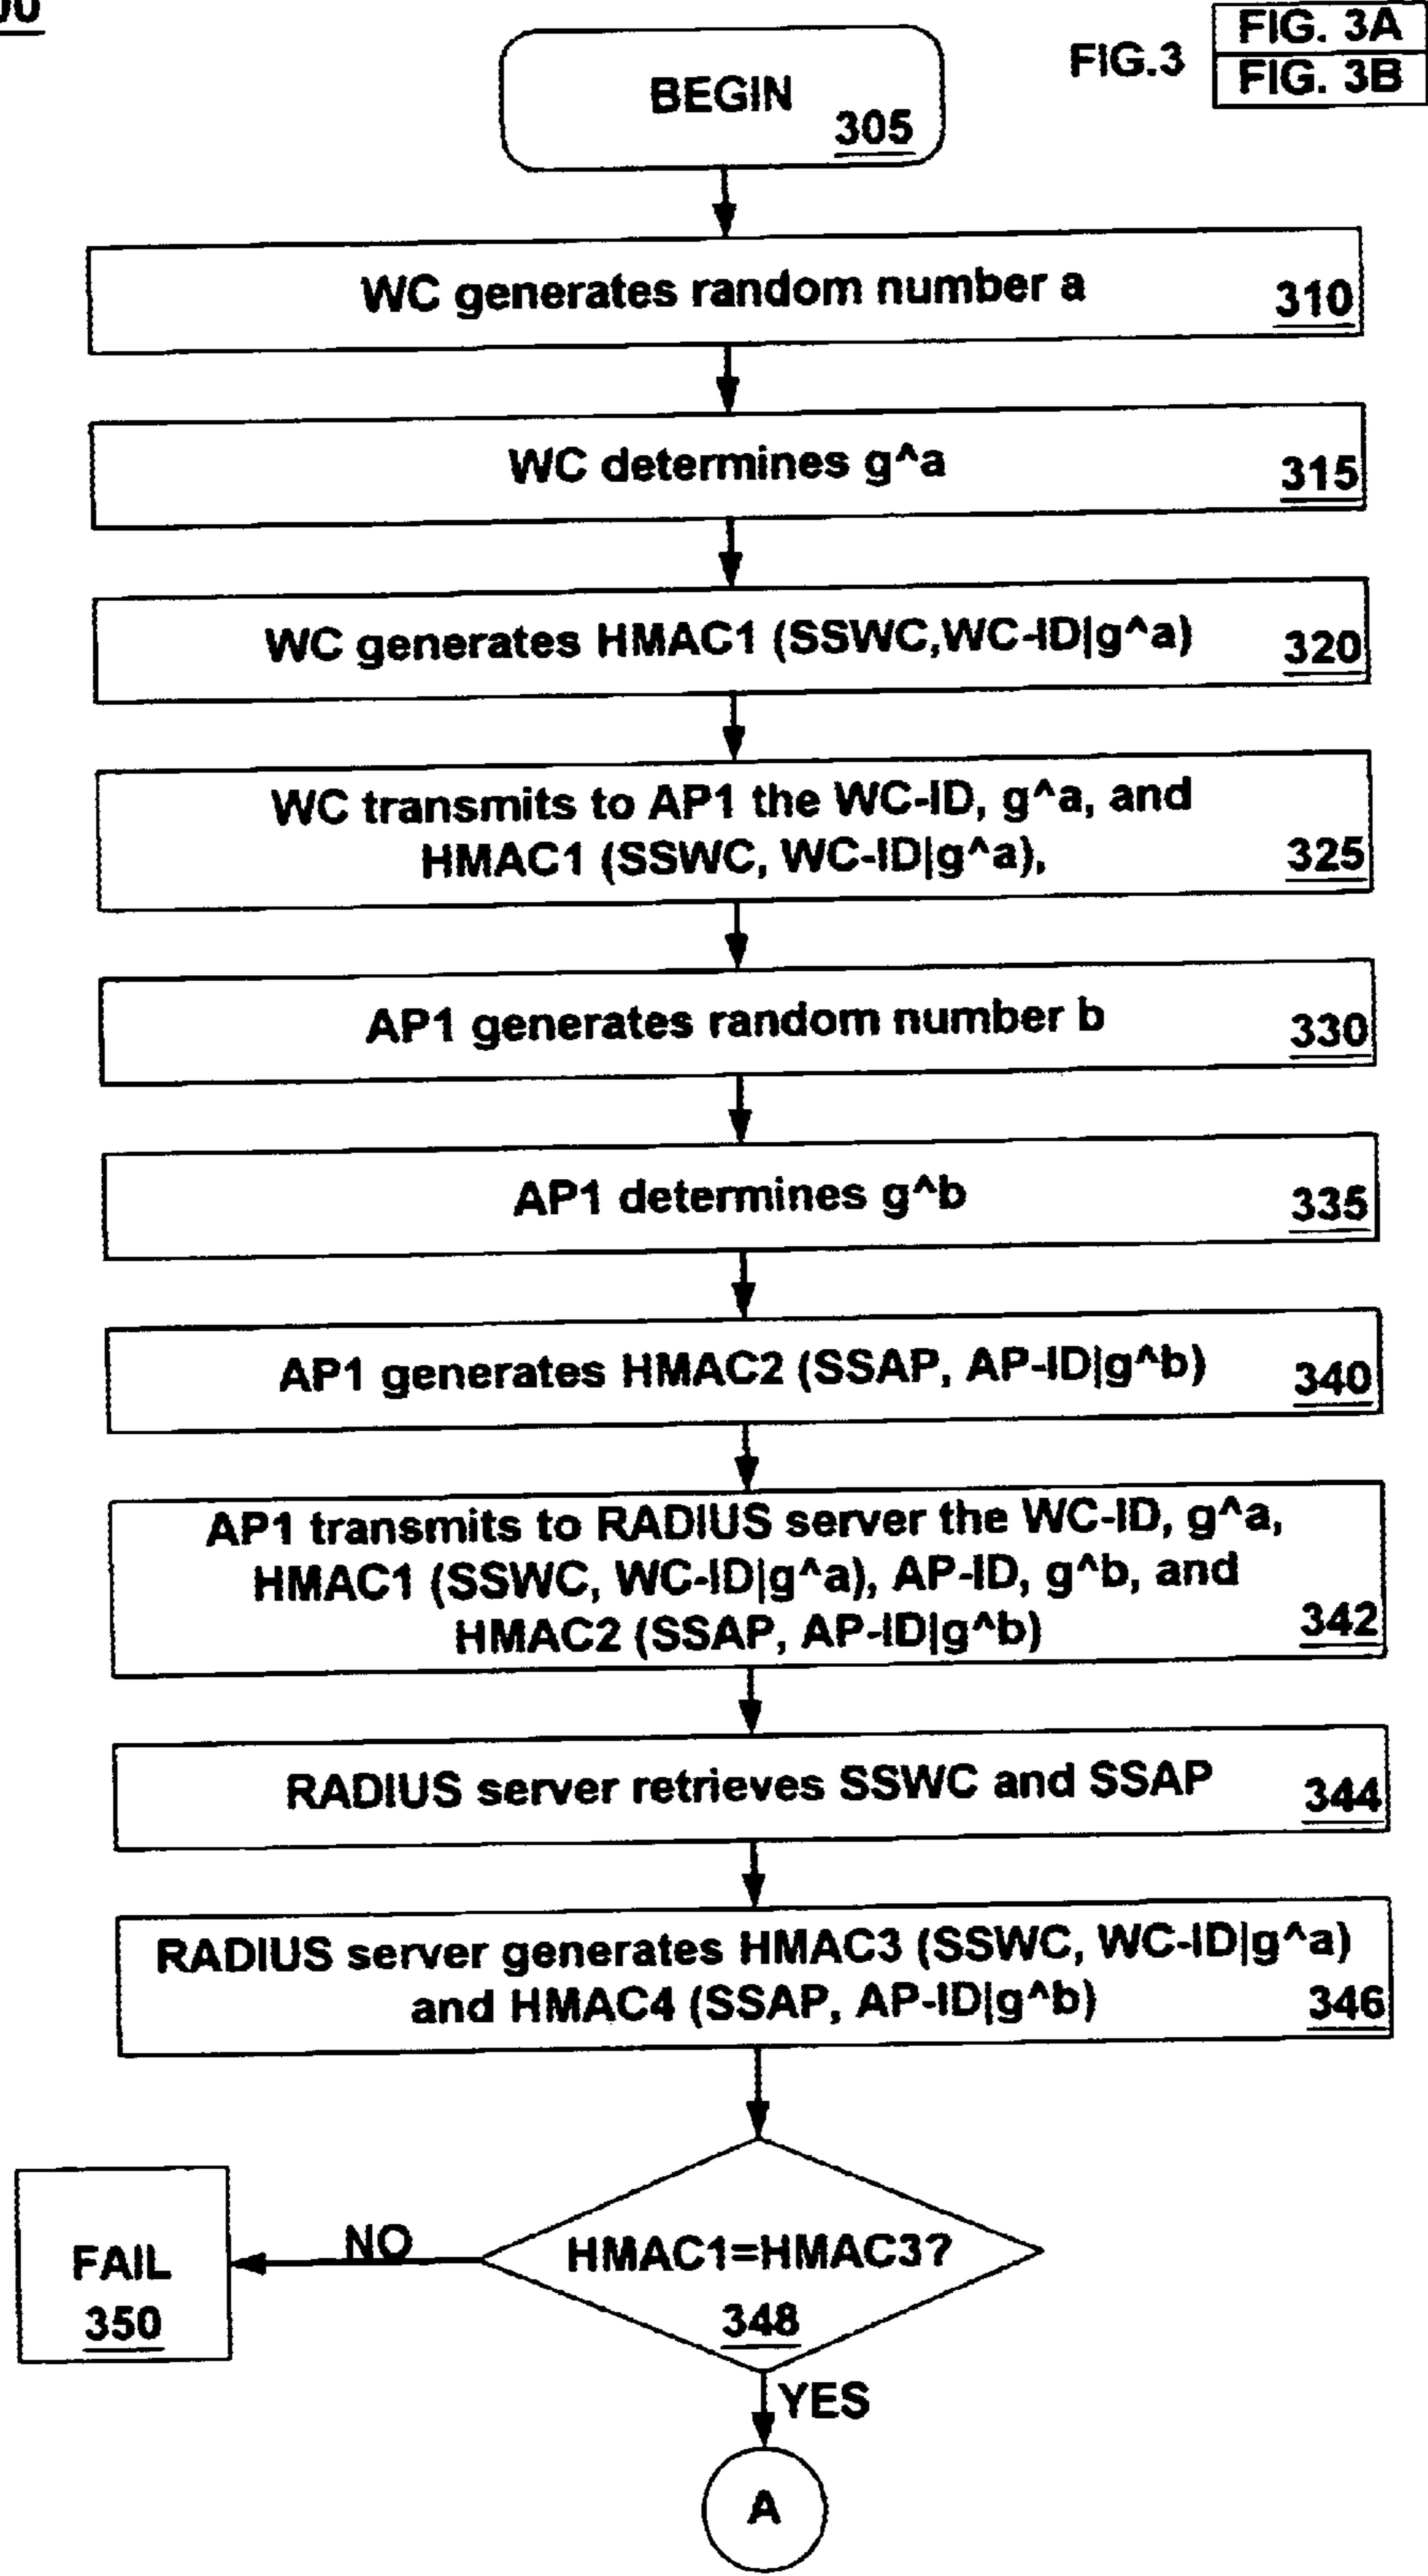 FIG.3
FIG. 3A
FIG. 3B
BEGIN
305
WC generates random number a
310
WC determines g^a
315
WC generates HMAC1 (SSWC,WC-ID|g^a)
320
WC transmits to AP1 the WC-ID, g^a, and
HMAC1 (SSWC, WC-ID|g^a),
325
AP1 generates random number b
330
AP1 determines g^b
335
AP1 generates HMAC2 (SSAP, AP-ID|g^b)
340
AP1 transmits to RADIUS server the WC-ID, g^a,
HMAC1 (SSWC, WC-ID|g^a), AP-ID, g^b, and
HMAC2 (SSAP, AP-ID|g^b)
342
RADIUS server retrieves SSWC and SSAP
344
RADIUS server generates HMAC3 (SSWC, WC-ID|g^a)
and HMAC4 (SSAP, AP-ID|g^b)
346
HMAC1=HMAC3?
348
NO
FAIL
350
YES
A